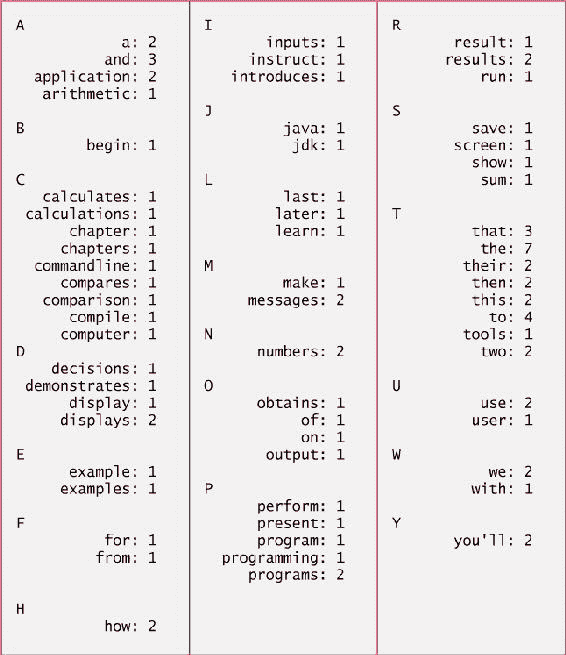 A
a: 2
and: 3
application: 2
arithmetic: 1
B
begin: 1
C
calculates: 1
calculations: 1
chapter: 1
chapters: 1
commandline: 1
compares: 1
comparison: 1
compile: 1
computer: 1
D
decisions: 1
demonstrates: 1
display: 1
displays: 2
E
example: 1
examples: 1
F
for: 1
from: 1
H
how: 2
I
inputs: 1
instruct: 1
introduces: 1
J
java: 1
jdk: 1
L
last: 1
later: 1
learn: 1
M
make: 1
messages: 2
N
numbers: 2
O
obtains: 1
of: 1
on: 1
output: 1
P
perform: 1
present: 1
program: 1
programming: 1
programs: 2
R
result: 1
results: 2
run: 1
S
save: 1
screen: 1
show: 1
sum: 1
T
that: 3
the: 7
their: 2
then: 2
this: 2
to: 4
tools: 1
two: 2
U
use: 2
user: 1
W
we: 2
with: 1
Y
you'll: 2